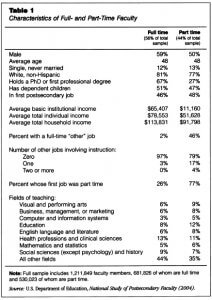 Table 1
Characteristics of Full- and Part-Time Faculty
Full time Part time
(56% of total (44% of total
sample) sample)
Male 59% 50%
Average age 48 48
Single, never married 12% 13%
White, non-Hispanic 81% 77%
Holds a PhD or first professional degree 67% 27%
Has dependent children 51% 47%
In first postsecondary job 48% 48%
Average basic institutional income $65,407 $11,160
Average total individual income $78,553 $51,628
Average total household income $113,831 $91,798
Percent with a full-time "other" job 2% 46%
Number of other jobs involving instruction:
Zero 97% 79%
One 3% 17%
Two or more 0% 4%
Percent whose first job was part time 26% 77%
Fields of teaching:
Visual and performing arts 6% 9%
Business, management, or marketing 6% 8%
Computer and information sciences 3% 5%
Education 8% 12%
English language and literature 6% 8%
Health professions and clinical sciences 13% 11%
Mathematics and statistics 5% 6%
Social sciences (except psychology) and history 9% 7%
All other fields 44% 35%
Note: Full sample includes 1,211,849 faculty members, 681,826 of whom are full time
and 530,023 of whom are part time.
Source: U.S. Department of Education, National Study of Postsecondary Faculty (2004).